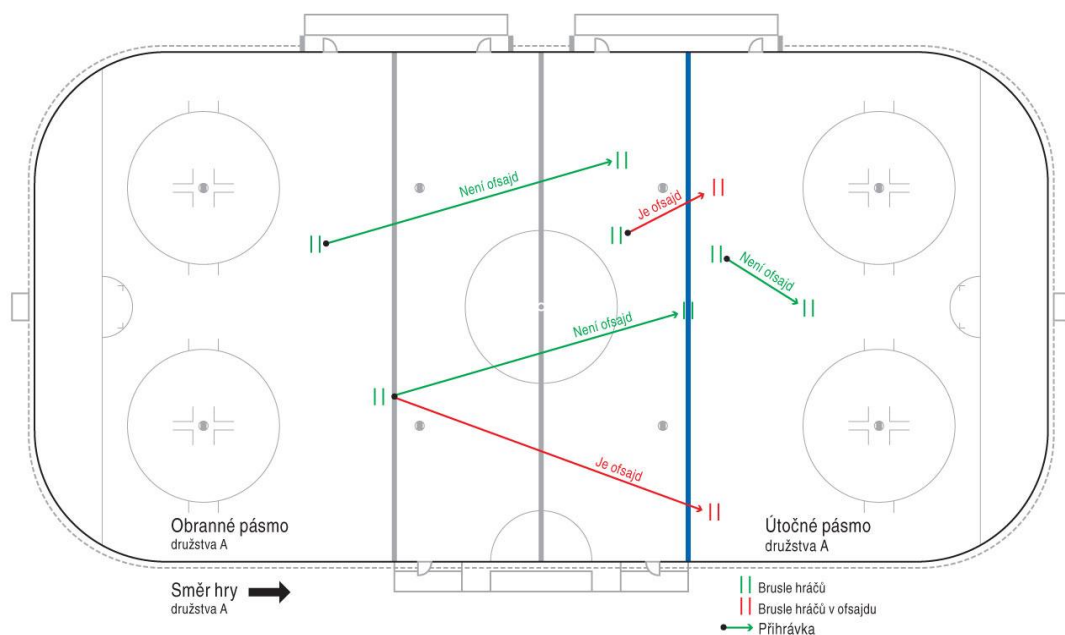 Není ofsajd
Je ofsajd
Není ofsajd
Není ofsajd
Je ofsajd
Obranné pásmo
družstva A
Útočné pásmo
družstva A
Směr hry
družstva A
Brusle hráčů
Brusle hráčů v ofsajdu
Přihrávka